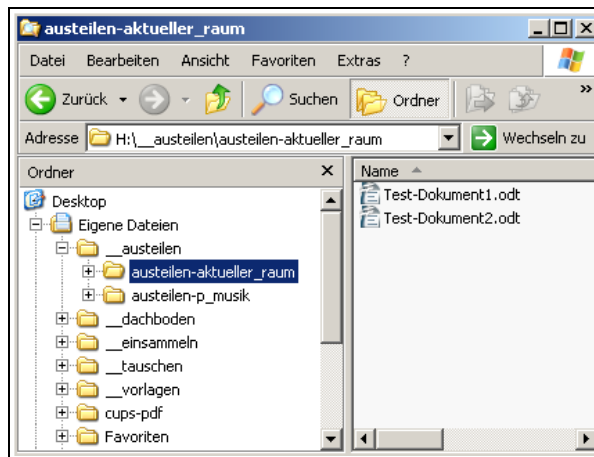 austeilen-aktueller_raum
Datei Bearbeiten Ansicht Favoriten Extras ?
Zurück Suchen Ordner »
Adresse H:\__austeilen\austeilen-aktueller_raum Wechseln zu
Ordner
Desktop
Eigene Dateien
__austeilen
austeilen-aktueller_raum
austeilen-p_musik
__dachboden
__einsammeln
__tauschen
__vorlagen
cups-pdf
Favoriten
Name
Test-Dokument1.odt
Test-Dokument2.odt